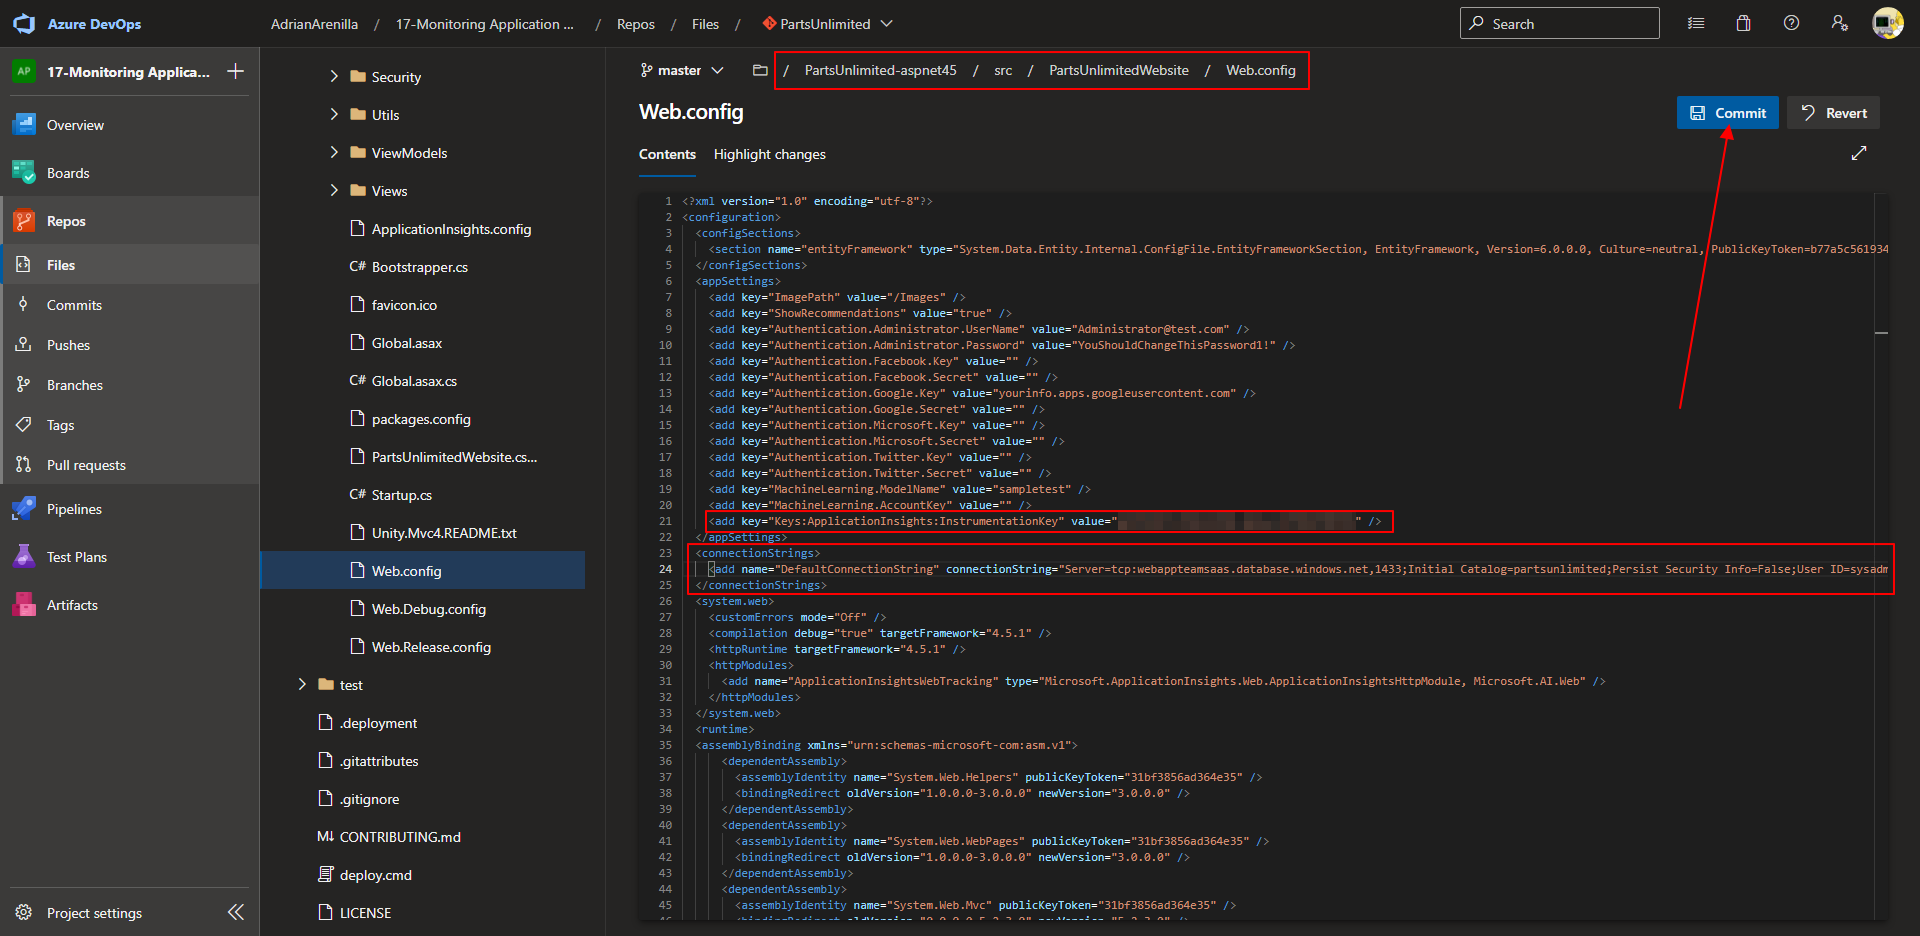 Azure DevOps
AdrianArenilla / 17-Monitoring Application ... / Repos / Files / PartsUnlimited
Search
AP 17-Monitoring Applica...
Overview
Boards
Repos
Files
Commits
Pushes
Branches
Tags
Pull requests
Pipelines
Test Plans
Artifacts
Project settings
Security
Utils
ViewModels
Views
ApplicationInsights.config
C# Bootstrapper.cs
favicon.ico
Global.asax
C# Global.asax.cs
packages.config
PartsUnlimitedWebsite.cs...
C# Startup.cs
Unity.Mvc4.README.txt
Web.config
Web.Debug.config
Web.Release.config
test
.deployment
.gitattributes
.gitignore
M↓ CONTRIBUTING.md
deploy.cmd
LICENSE
master
/ PartsUnlimited-aspnet45 / src / PartsUnlimitedWebsite / Web.config
Web.config
Commit
Revert
Contents Highlight changes
1 <?xml version="1.0" encoding="utf-8"?>
2 <configuration>
3 <configSections>
4 <section name="entityFramework" type="System.Data.Entity.Internal.ConfigFile.EntityFrameworkSection, EntityFramework, Version=6.0.0.0, Culture=neutral, PublicKeyToken=b77a5c561934
5 </configSections>
6 <appSettings>
7 <add key="ImagePath" value="/Images" />
8 <add key="ShowRecommendations" value="true" />
9 <add key="Authentication.Administrator.UserName" value="Administrator@test.com" />
10 <add key="Authentication.Administrator.Password" value="YouShouldChangeThisPassword1!" />
11 <add key="Authentication.Facebook.Key" value="" />
12 <add key="Authentication.Facebook.Secret" value="" />
13 <add key="Authentication.Google.Key" value="yourinfo.apps.googleusercontent.com" />
14 <add key="Authentication.Google.Secret" value="" />
15 <add key="Authentication.Microsoft.Key" value="" />
16 <add key="Authentication.Microsoft.Secret" value="" />
17 <add key="Authentication.Twitter.Key" value="" />
18 <add key="Authentication.Twitter.Secret" value="" />
19 <add key="MachineLearning.ModelName" value="sampletest" />
20 <add key="MachineLearning.AccountKey" value="" />
21 <add key="Keys:ApplicationInsights:InstrumentationKey" value=" " />
22 </appSettings>
23 <connectionStrings>
24 <add name="DefaultConnectionString" connectionString="Server=tcp:webappteamsaas.database.windows.net,1433;Initial Catalog=partsunlimited;Persist Security Info=False;User ID=sysadm
25 </connectionStrings>
26 <system.web>
27 <customErrors mode="Off" />
28 <compilation debug="true" targetFramework="4.5.1" />
29 <httpRuntime targetFramework="4.5.1" />
30 <httpModules>
31 <add name="ApplicationInsightsWebTracking" type="Microsoft.ApplicationInsights.Web.ApplicationInsightsHttpModule, Microsoft.AI.Web" />
32 </httpModules>
33 </system.web>
34 <runtime>
35 <assemblyBinding xmlns="urn:schemas-microsoft-com:asm.v1">
36 <dependentAssembly>
37 <assemblyIdentity name="System.Web.Helpers" publicKeyToken="31bf3856ad364e35" />
38 <bindingRedirect oldVersion="1.0.0.0-3.0.0.0" newVersion="3.0.0.0" />
39 </dependentAssembly>
40 <dependentAssembly>
41 <assemblyIdentity name="System.Web.WebPages" publicKeyToken="31bf3856ad364e35" />
42 <bindingRedirect oldVersion="1.0.0.0-3.0.0.0" newVersion="3.0.0.0" />
43 </dependentAssembly>
44 <dependentAssembly>
45 <assemblyIdentity name="System.Web.Mvc" publicKeyToken="31bf3856ad364e35" />